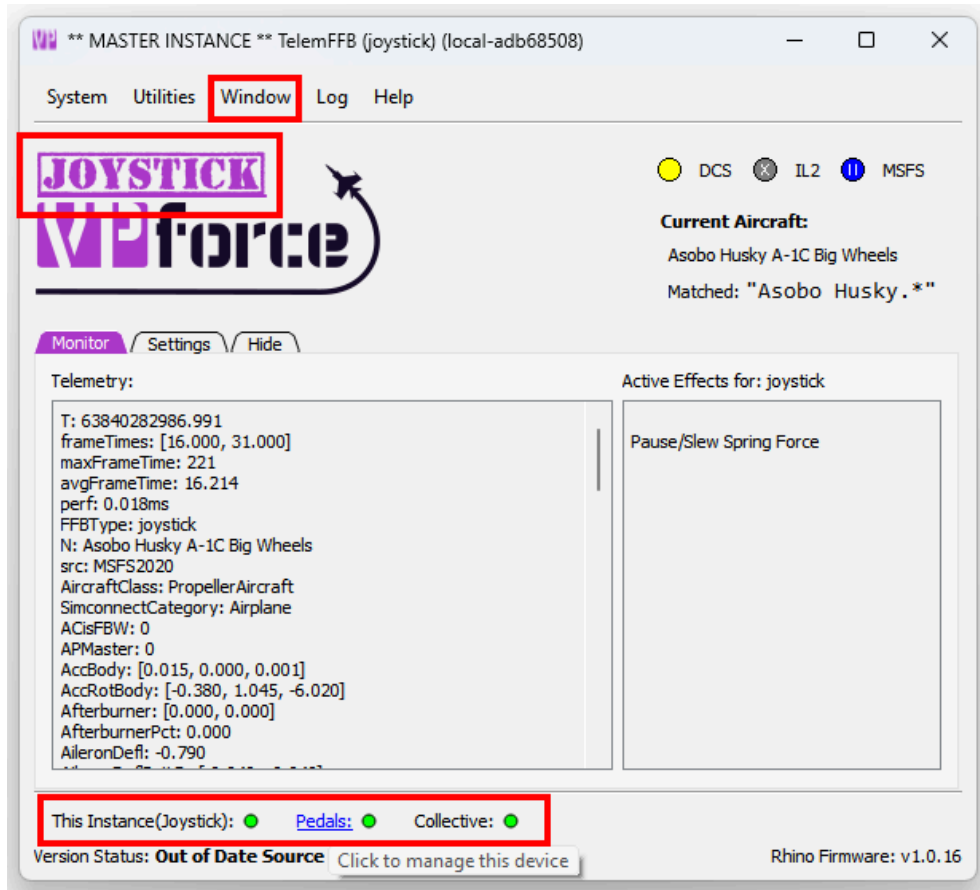 ** MASTER INSTANCE ** TelemFFB (joystick) (local-adb68508)
System Utilities Window Log Help
JOYSTICK
VPforce
DCS IL2 MSFS
Current Aircraft:
Asobo Husky A-1C Big Wheels
Matched: "Asobo Husky.*"
Monitor Settings Hide
Telemetry:
T: 63840282986.991
frameTimes: [16.000, 31.000]
maxFrameTime: 221
avgFrameTime: 16.214
perf: 0.018ms
FFBType: joystick
N: Asobo Husky A-1C Big Wheels
src: MSFS2020
AircraftClass: PropellerAircraft
SimconnectCategory: Airplane
ACisFBW: 0
APMaster: 0
AccBody: [0.015, 0.000, 0.001]
AccRotBody: [-0.380, 1.045, -6.020]
Afterburner: [0.000, 0.000]
AfterburnerPct: 0.000
AileronDefl: -0.790
Active Effects for: joystick
Pause/Slew Spring Force
This Instance(Joystick): Pedals: Collective:
Version Status: Out of Date Source
Click to manage this device
Rhino Firmware: v1.0.16